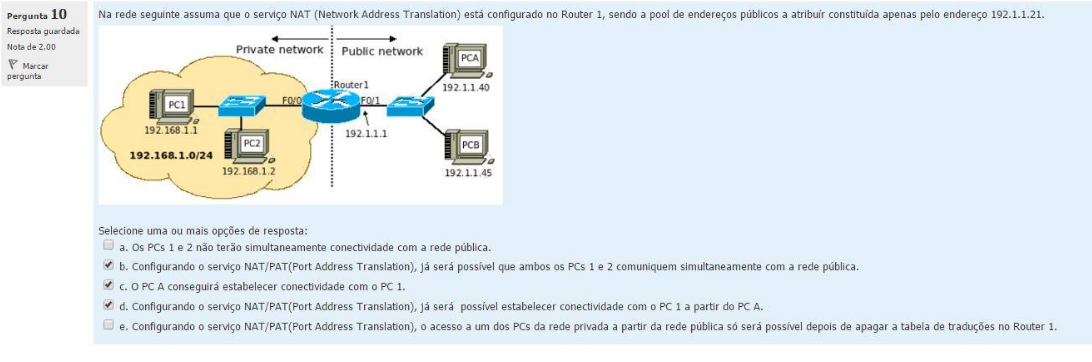 Pergunta 10
Resposta guardada
Nota de 2,00
Marcar
pergunta
Na rede seguinte assuma que o serviço NAT (Network Address Translation) está configurado no Router 1, sendo a pool de endereços públicos a atribuír constituída apenas pelo endereço 192.1.1.21.
Private network
Public network
PCA
192.1.1.40
Router1
F0/0
F0/1
PC1
192.168.1.1
192.1.1.1
PC2
PCB
192.168.1.0/24
192.168.1.2
192.1.1.45
Selecione uma ou mais opções de resposta:
a. Os PCs 1 e 2 não terão simultaneamente conectividade com a rede pública.
b. Configurando o serviço NAT/PAT(Port Address Translation), já será possível que ambos os PCs 1 e 2 comuniquem simultaneamente com a rede pública.
c. O PC A conseguirá estabelecer conectividade com o PC 1.
d. Configurando o serviço NAT/PAT(Port Address Translation), já será possível estabelecer conectividade com o PC 1 a partir do PC A.
e. Configurando o serviço NAT/PAT(Port Address Translation), o acesso a um dos PCs da rede privada a partir da rede pública só será possível depois de apagar a tabela de traduções no Router 1.